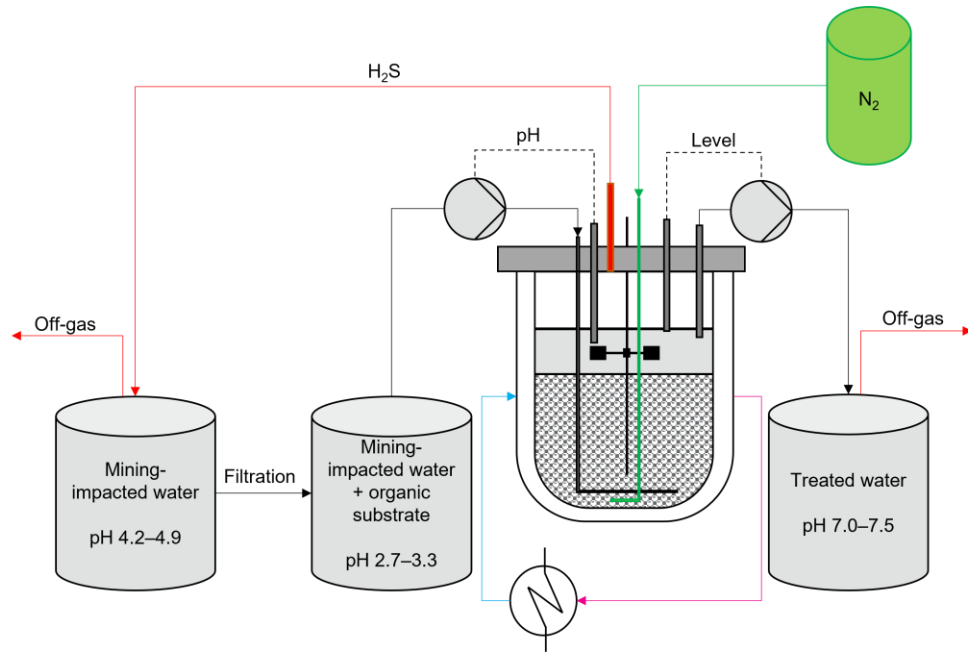 H₂S
N₂
pH
Level
Off-gas
Off-gas
Mining-
impacted water
pH 4.2–4.9
Filtration
Mining-
impacted water
+ organic
substrate
pH 2.7–3.3
Treated water
pH 7.0–7.5